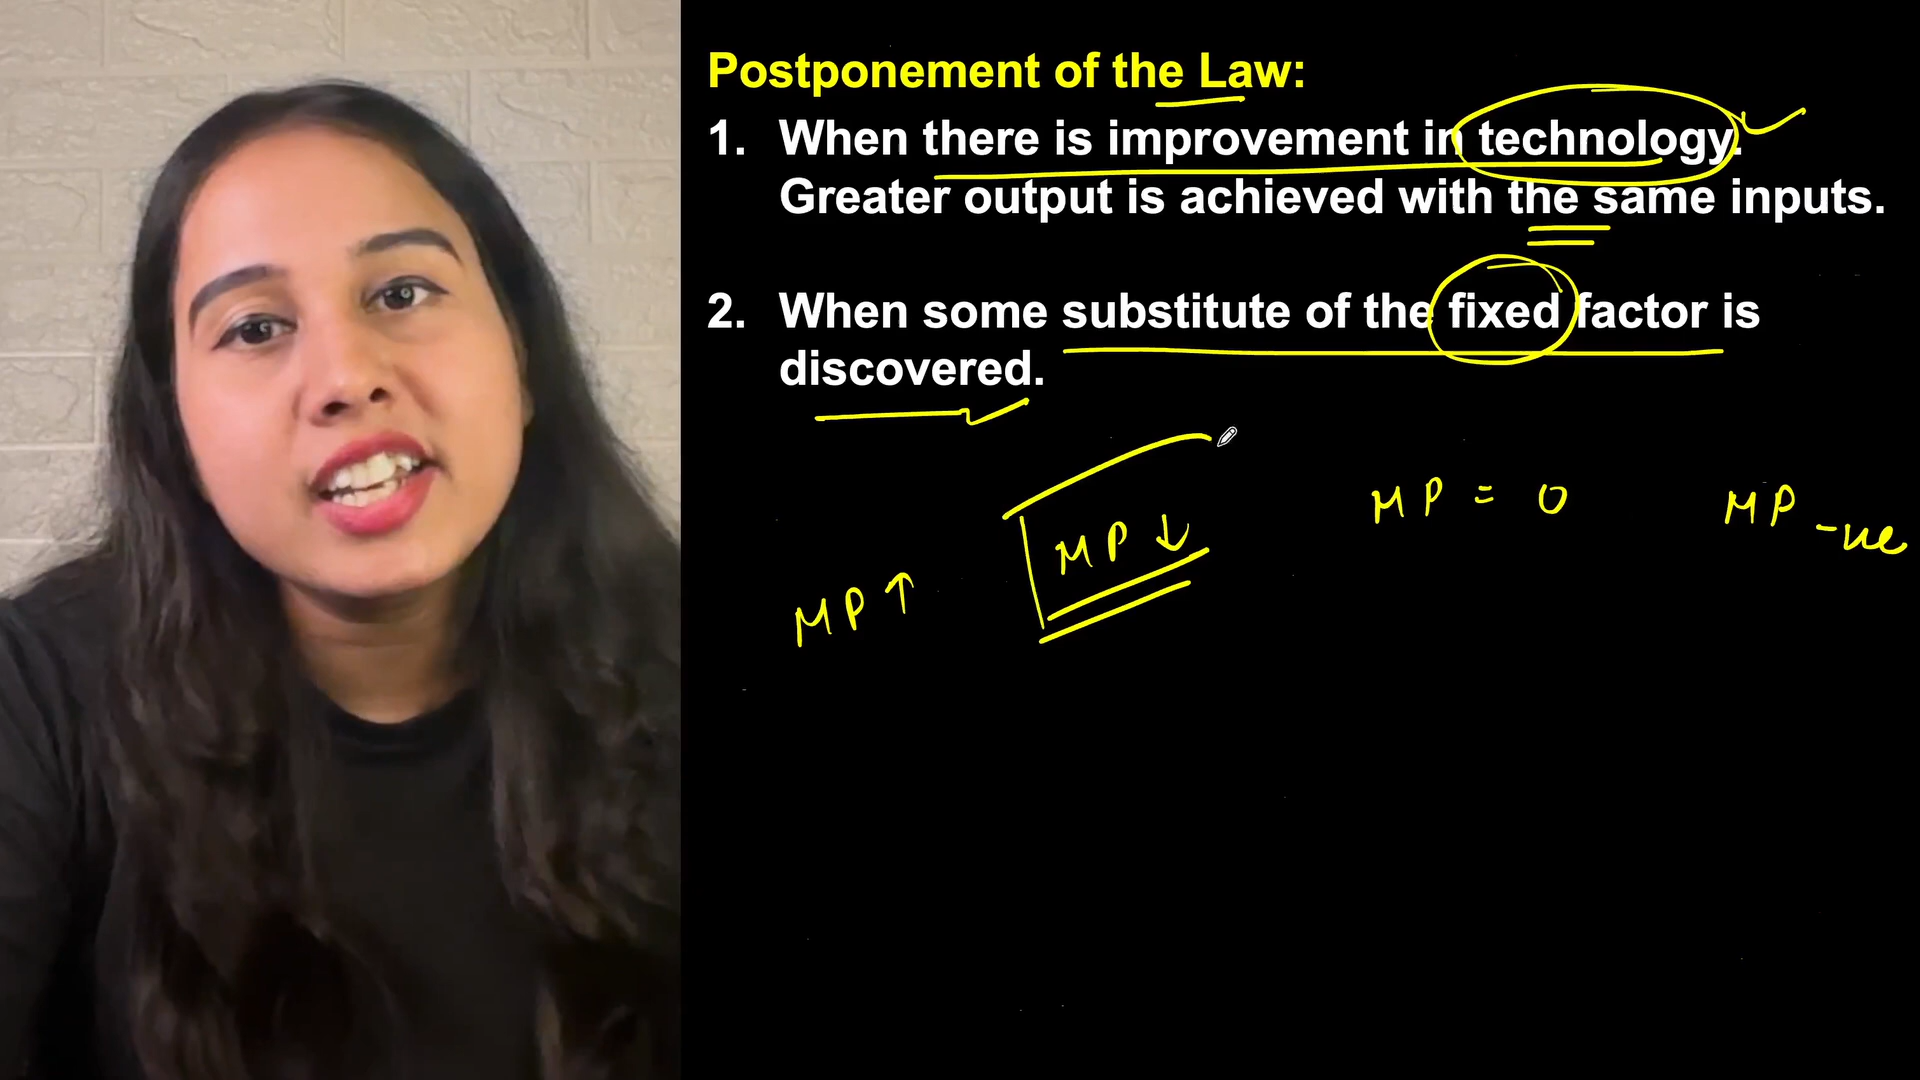 Postponement of the Law:
1. When there is improvement in technology.
Greater output is achieved with the same inputs.
2. When some substitute of the fixed factor is
discovered.
MP ↑ MP ↓ MP = 0 MP -ve